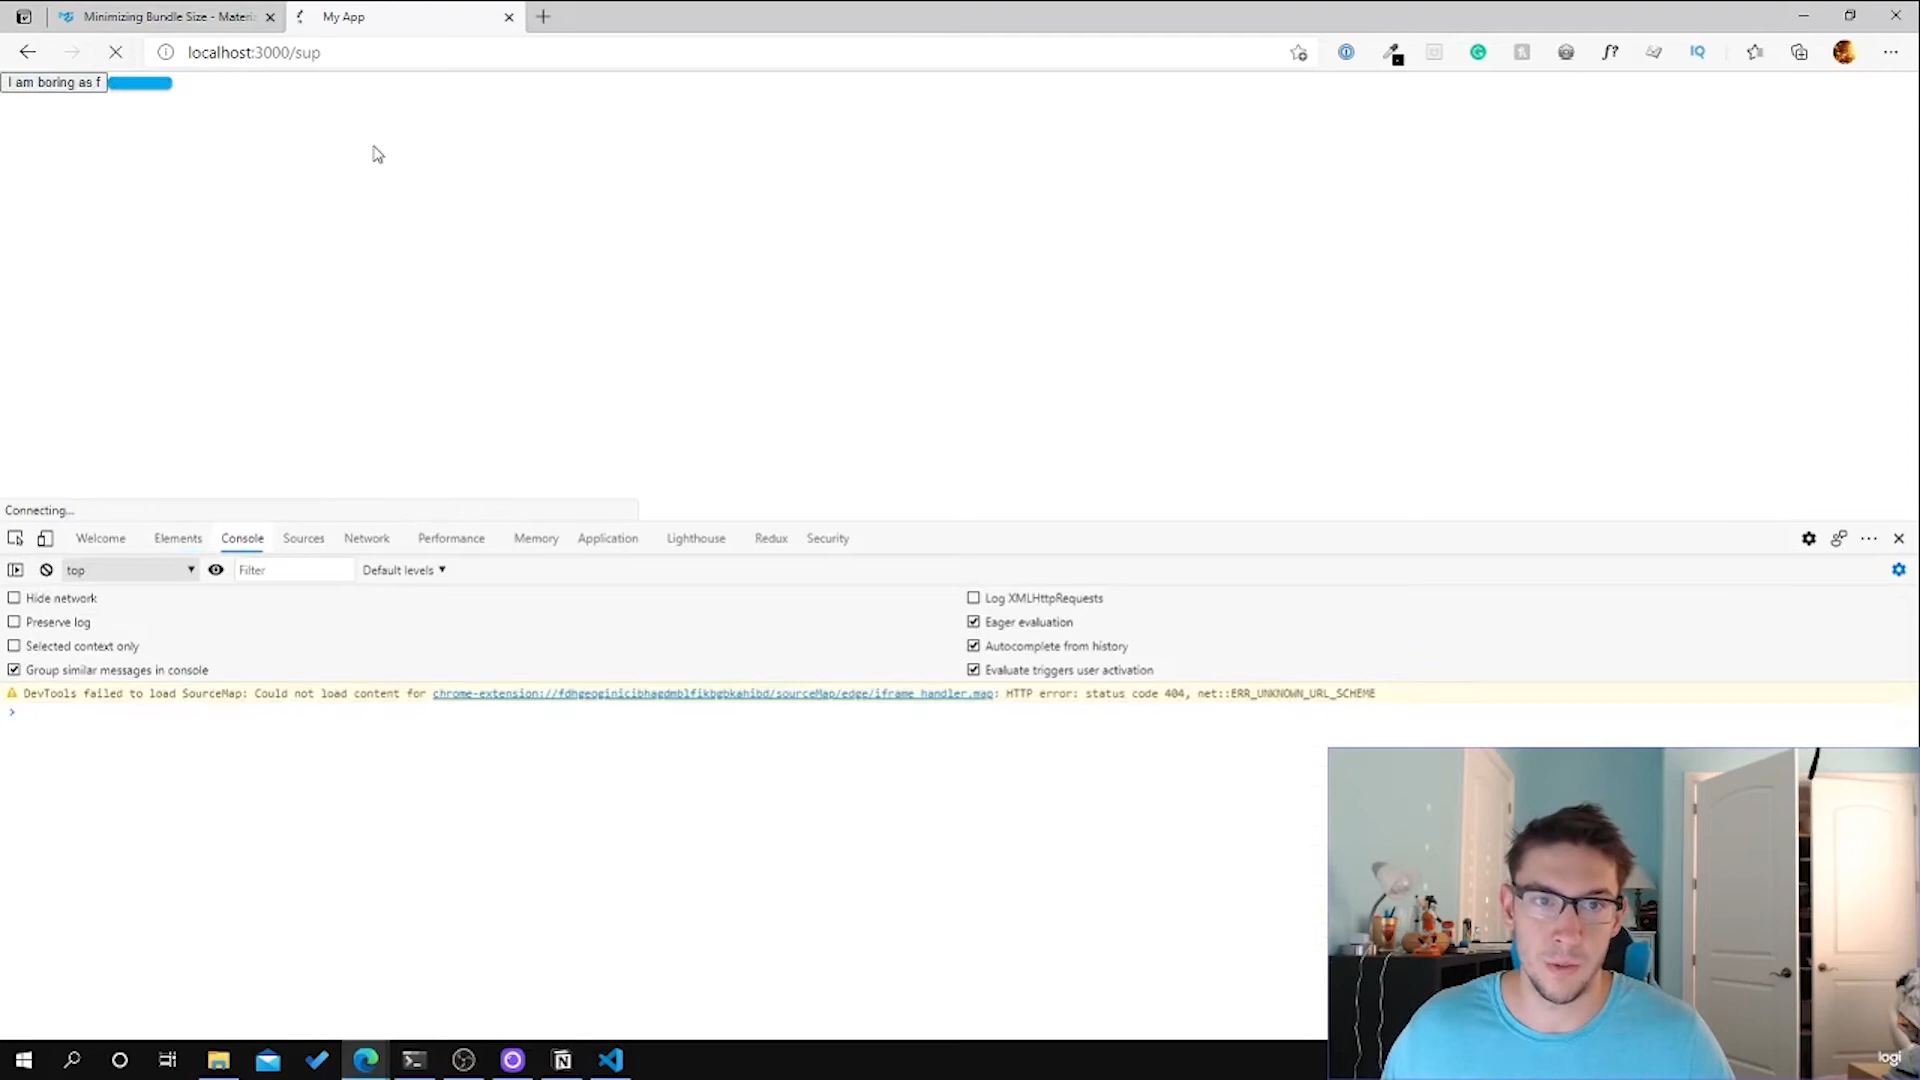 Minimizing Bundle Size - Materi
My App
localhost:3000/sup
f?
IQ
I am boring as f
Connecting...
Welcome
Elements
Console
Sources
Network
Performance
Memory
Application
Lighthouse
Redux
Security
top
Filter
Default levels
Hide network
Log XMLHttpRequests
Preserve log
Eager evaluation
Selected context only
Autocomplete from history
Group similar messages in console
Evaluate triggers user activation
DevTools failed to load SourceMap: Could not load content for chrome-extension://fdhgeoginicibhagdmblfikbgbkahibd/sourceMap/edge/iframe_handler.map: HTTP error: status code 404, net::ERR_UNKNOWN_URL_SCHEME
logi